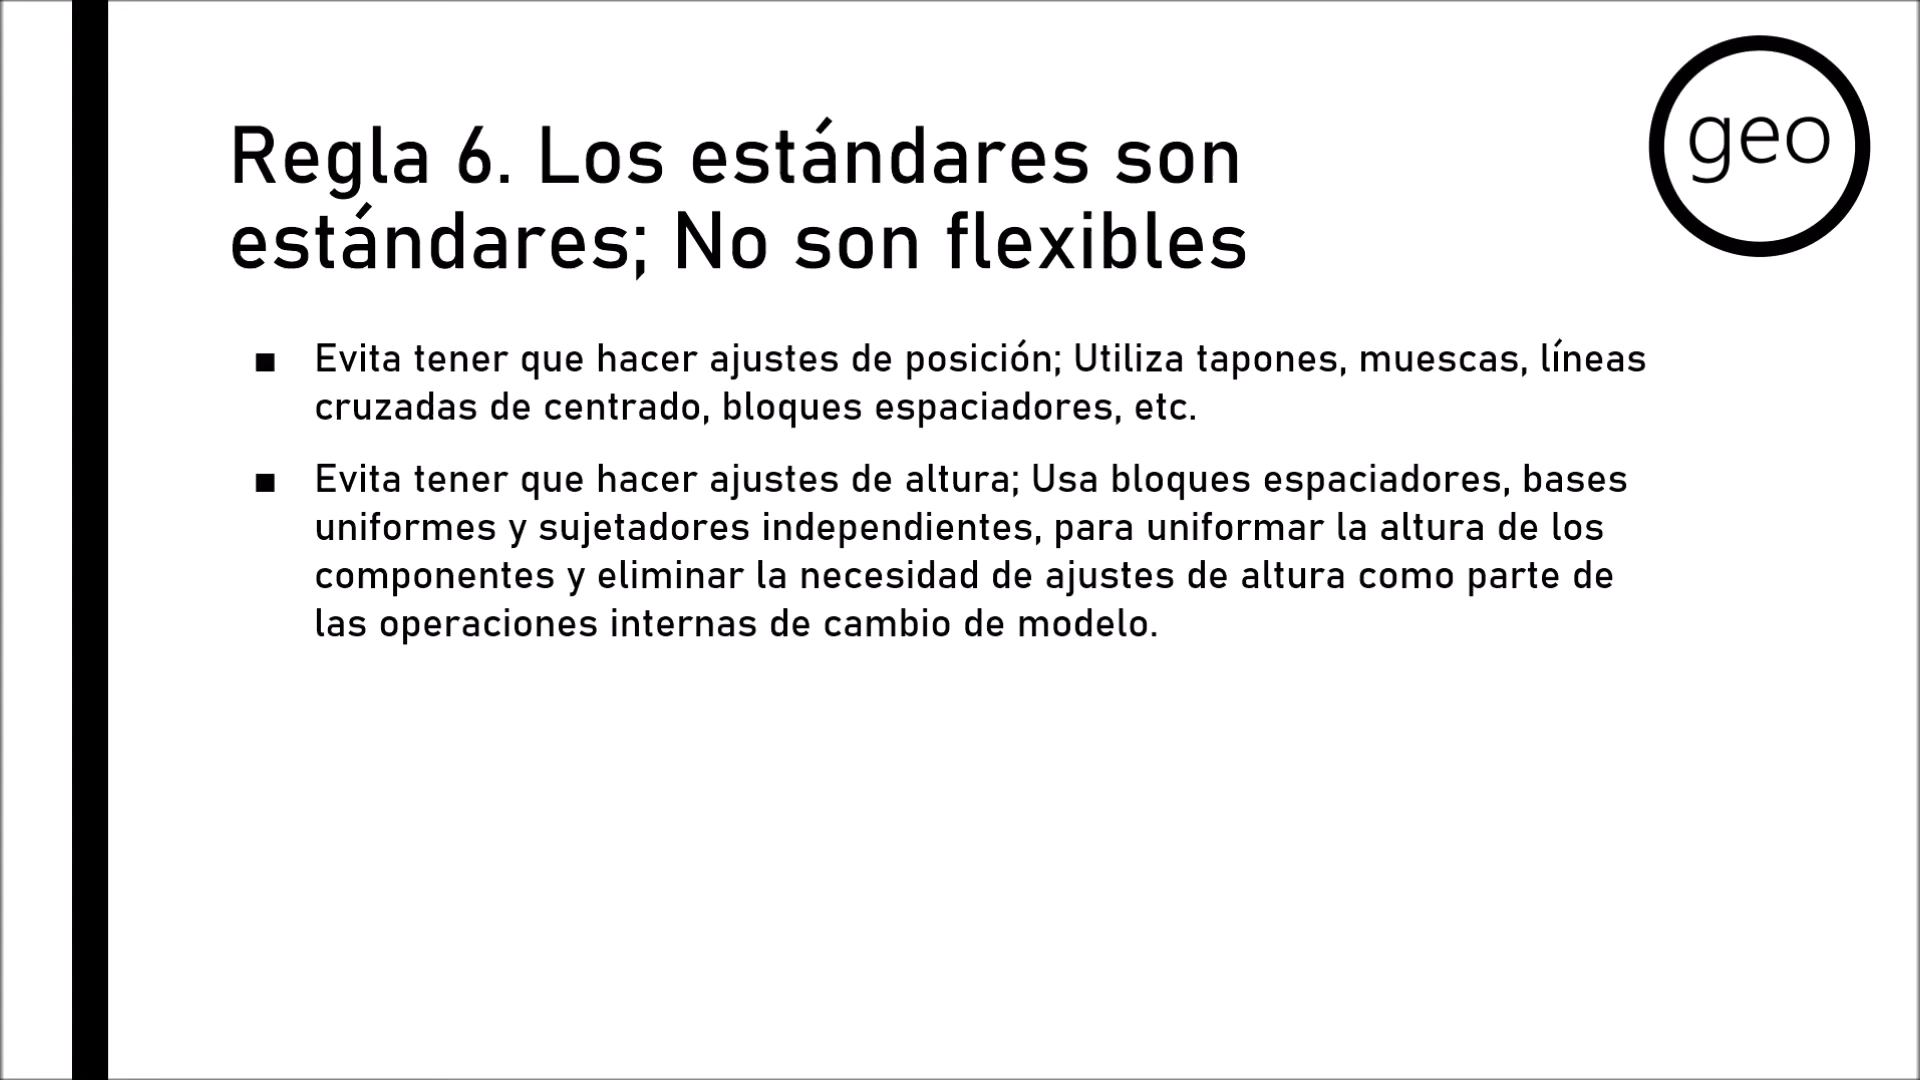 geo
Regla 6. Los estándares son
estándares; No son flexibles
■ Evita tener que hacer ajustes de posición; Utiliza tapones, muescas, líneas
cruzadas de centrado, bloques espaciadores, etc.
■ Evita tener que hacer ajustes de altura; Usa bloques espaciadores, bases
uniformes y sujetadores independientes, para uniformar la altura de los
componentes y eliminar la necesidad de ajustes de altura como parte de
las operaciones internas de cambio de modelo.